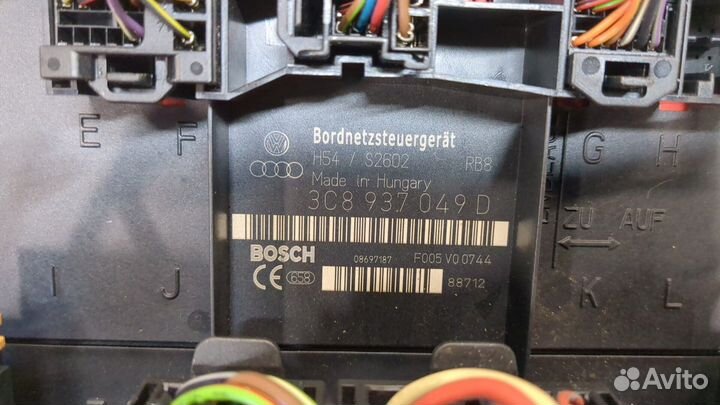 E F
Bordnetzsteuergerät
H54 / S2602 RB8
Made in Hungary
3C8 937 049 D
G H
ZU AUF
BOSCH 08697187 F005 V0 0744
CE 658 88712
I J
K L
Avito